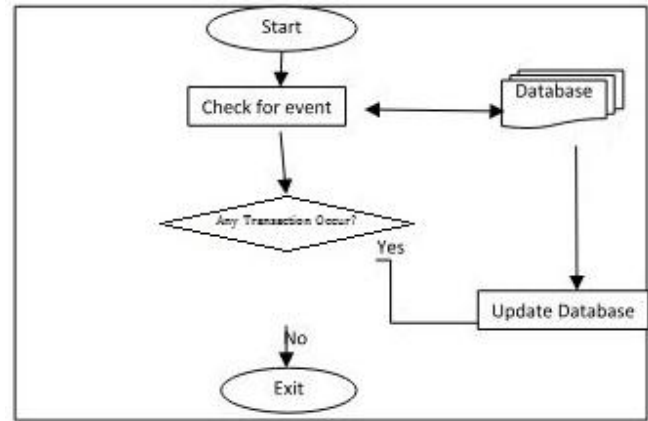 Start
Check for event
Database
Any Transaction Occur?
Yes
Update Database
No
Exit